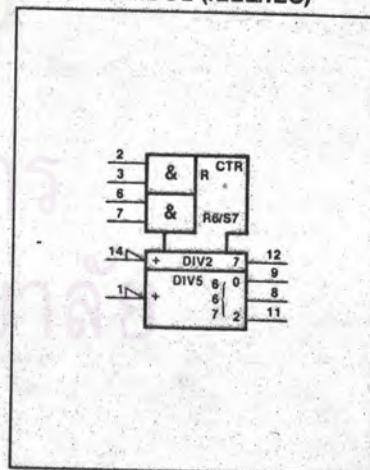 2 & R CTR
3
6 & R6/S7
7
14 + DIV2 7 12
DIV5 6 0 9
1 + 6 8
7 2 11